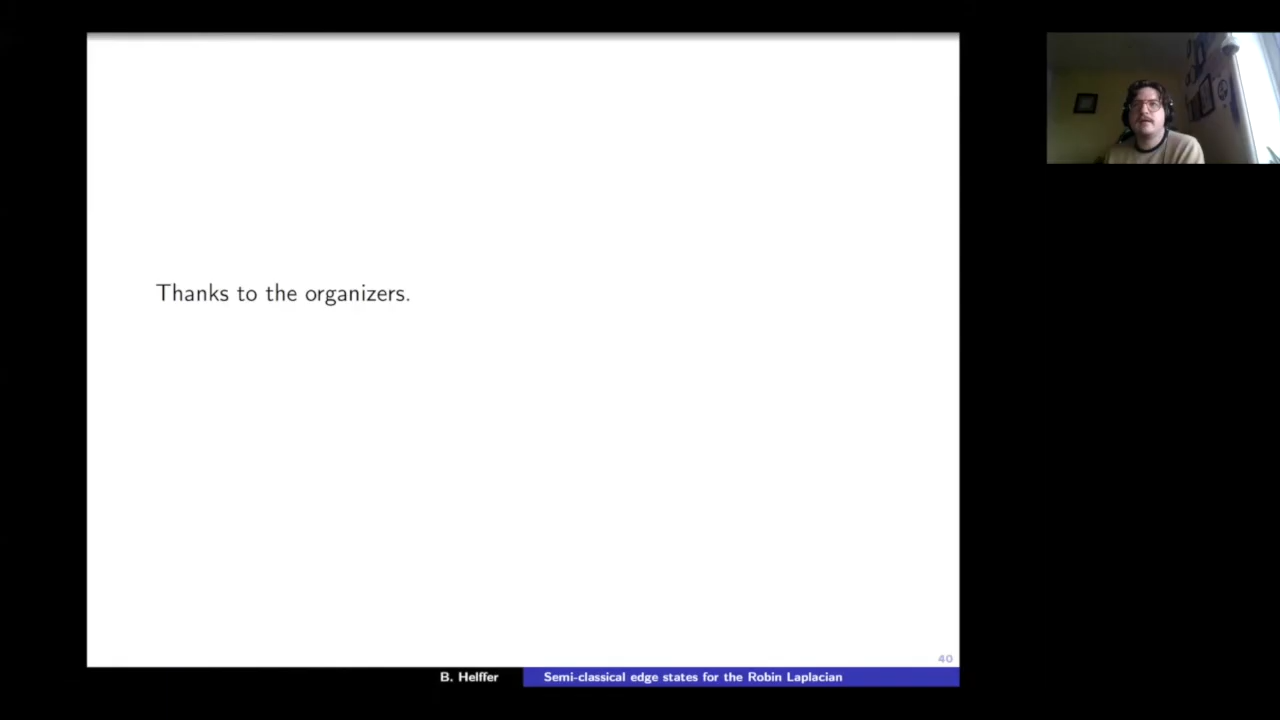 Thanks to the organizers.
40
B. Helffer
Semi-classical edge states for the Robin Laplacian